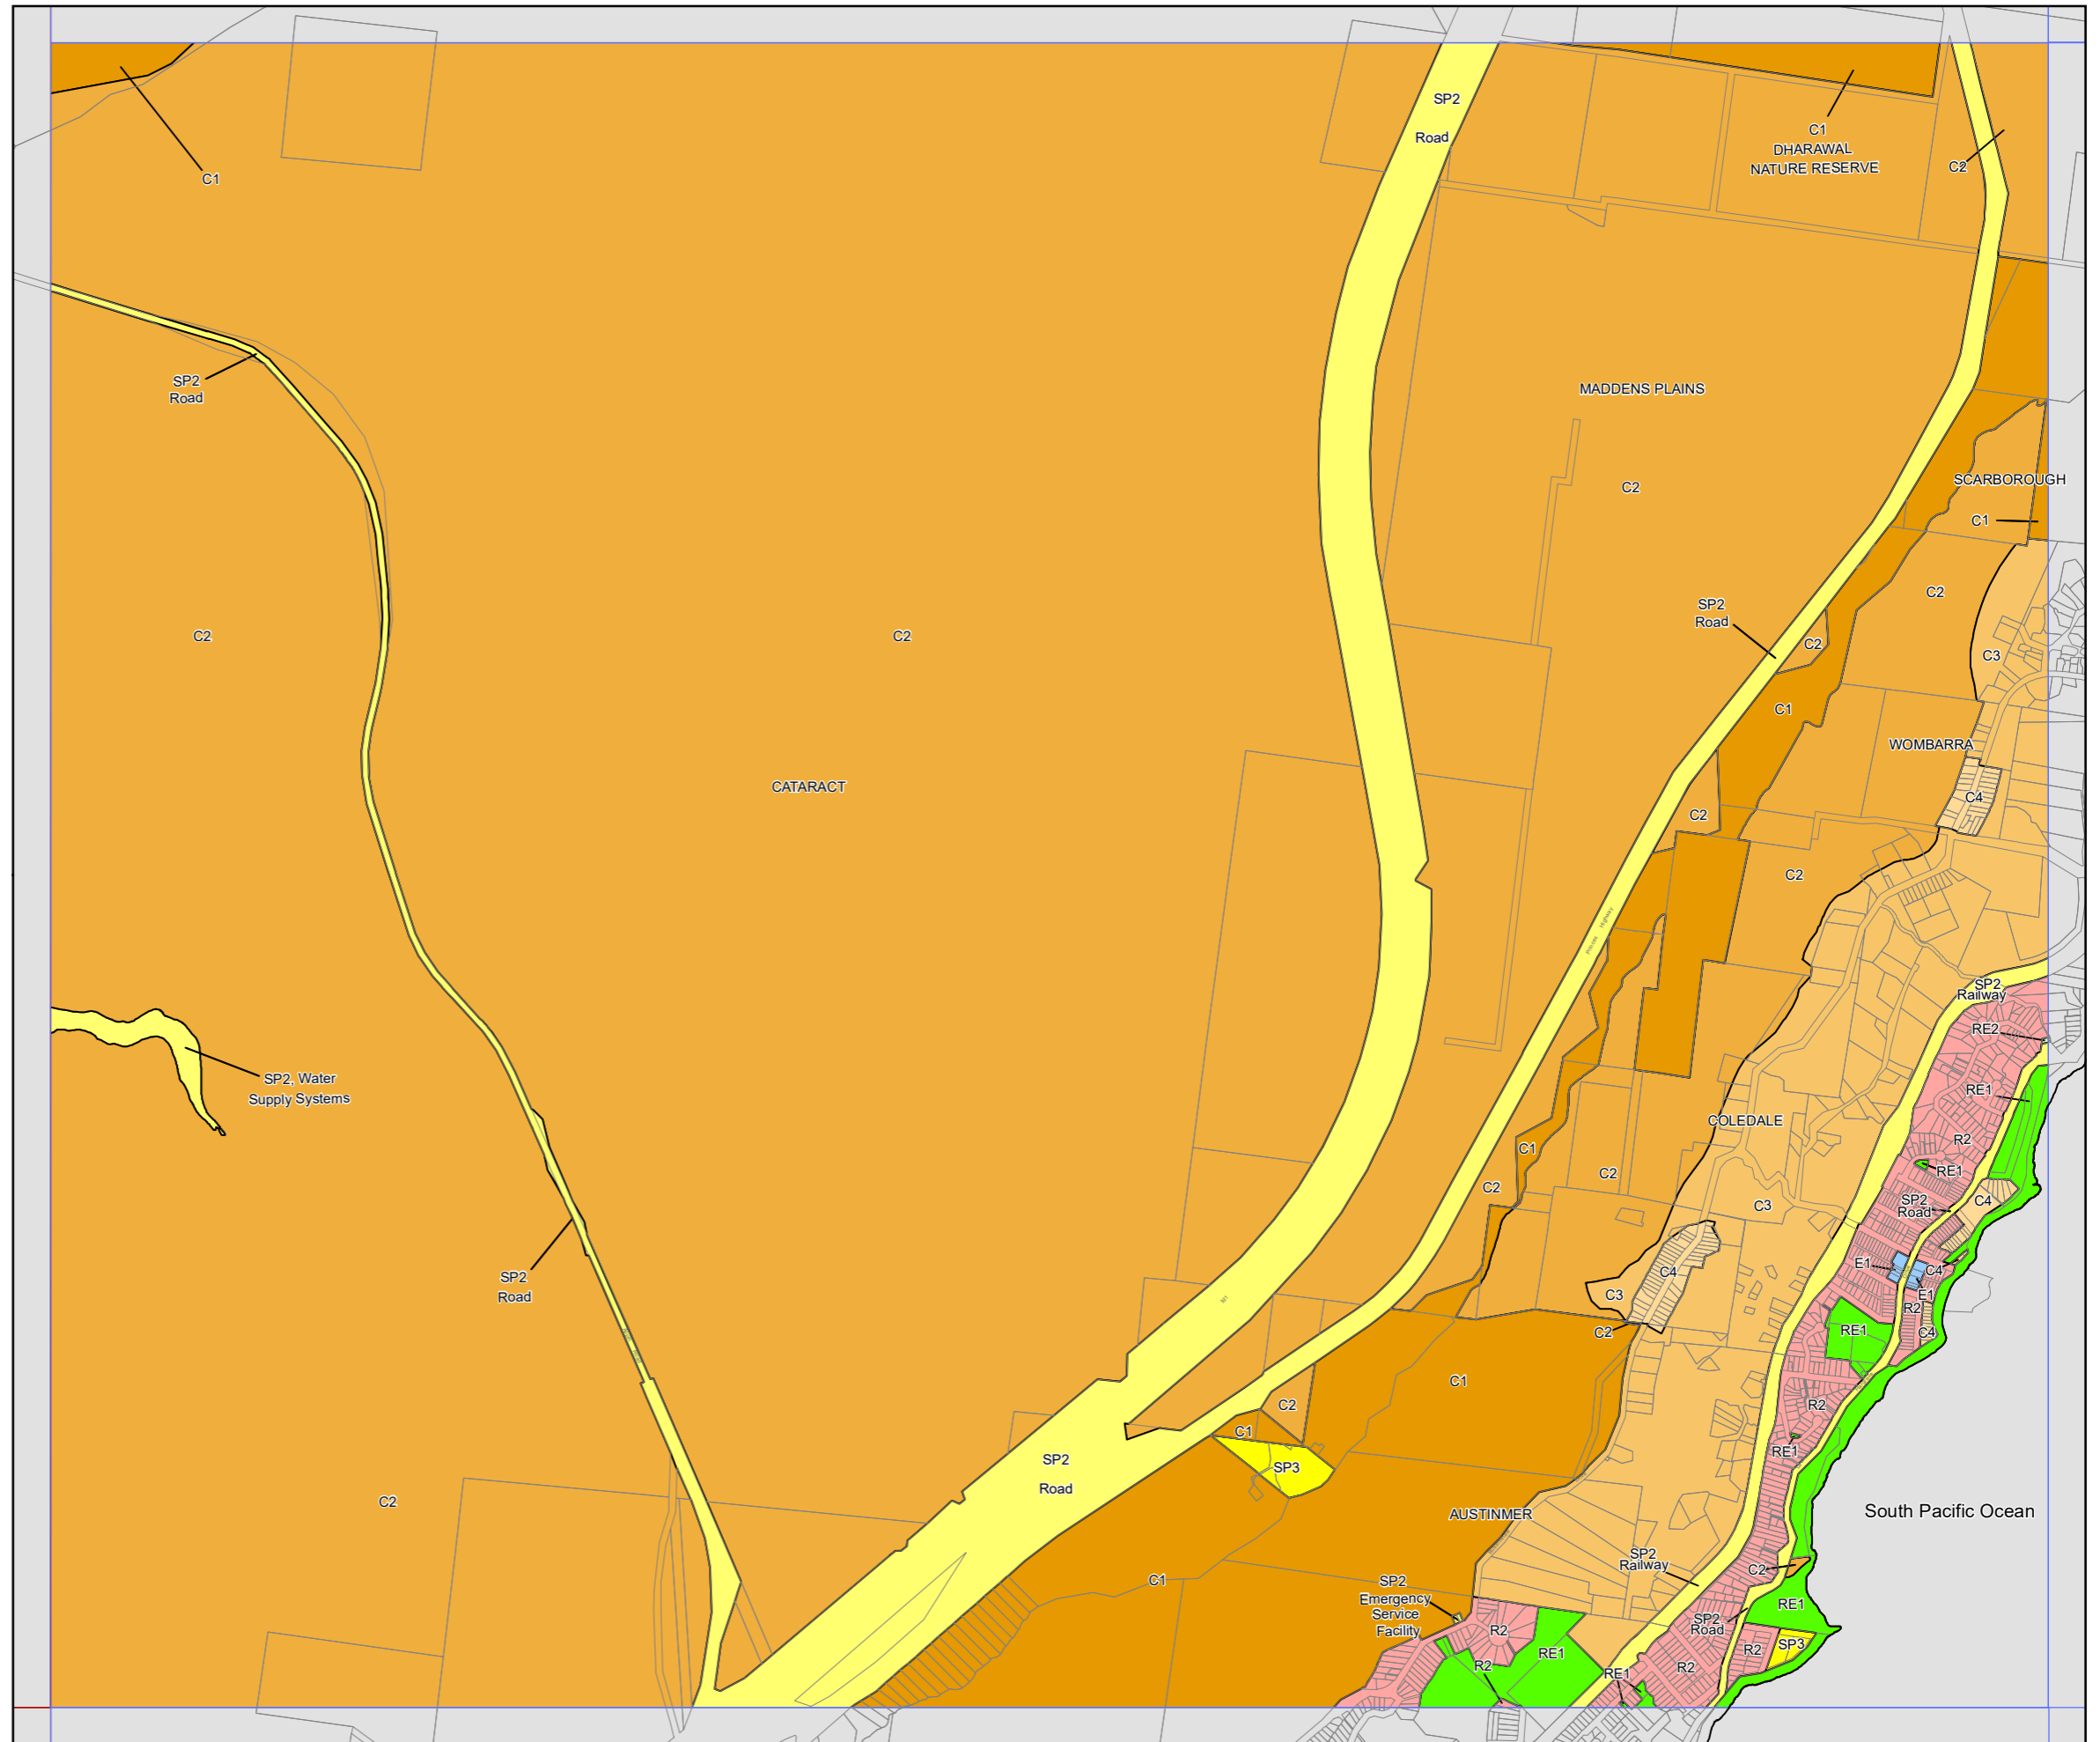 SP2
Road
C1
DHARAWAL
NATURE RESERVE
C2
C1
SP2
Road
MADDENS PLAINS
C2
SCARBOROUGH
C1
C2
SP2
Road
C2
C2
C2
C3
C1
WOMBARRA
CATARACT
C4
C2
C2
Highway
SP2
Railway
RE2
SP2, Water
Supply Systems
RE1
COLEDALE
R2
C1
RE1
C2
C2
C4
SP2
Road
C3
E1
C4
C4
SP2
Road
C3
E1
R2
M1
C2
RE1
C4
C1
C2
R2
C1
RE1
SP2
Road
SP3
C2
AUSTINMER
South Pacific Ocean
SP2
Railway
C2
C1
SP2
Emergency
Service
Facility
RE1
SP2
Road
R2
RE1
R2
SP3
R2
R2
RE1